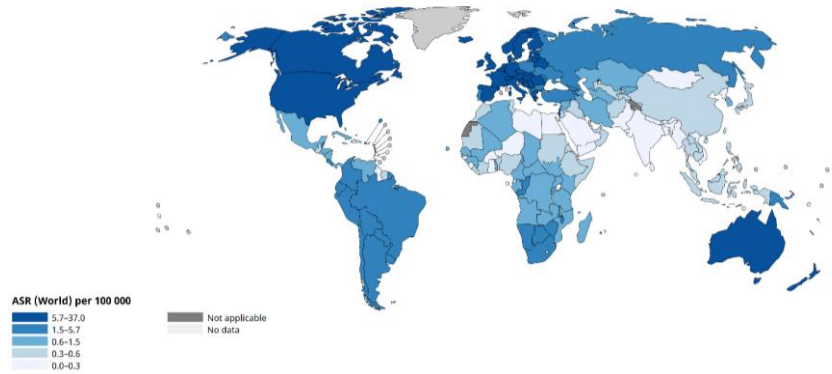 ASR (World) per 100 000
5.7–37.0
1.5–5.7
0.6–1.5
0.3–0.6
0.0–0.3
Not applicable
No data